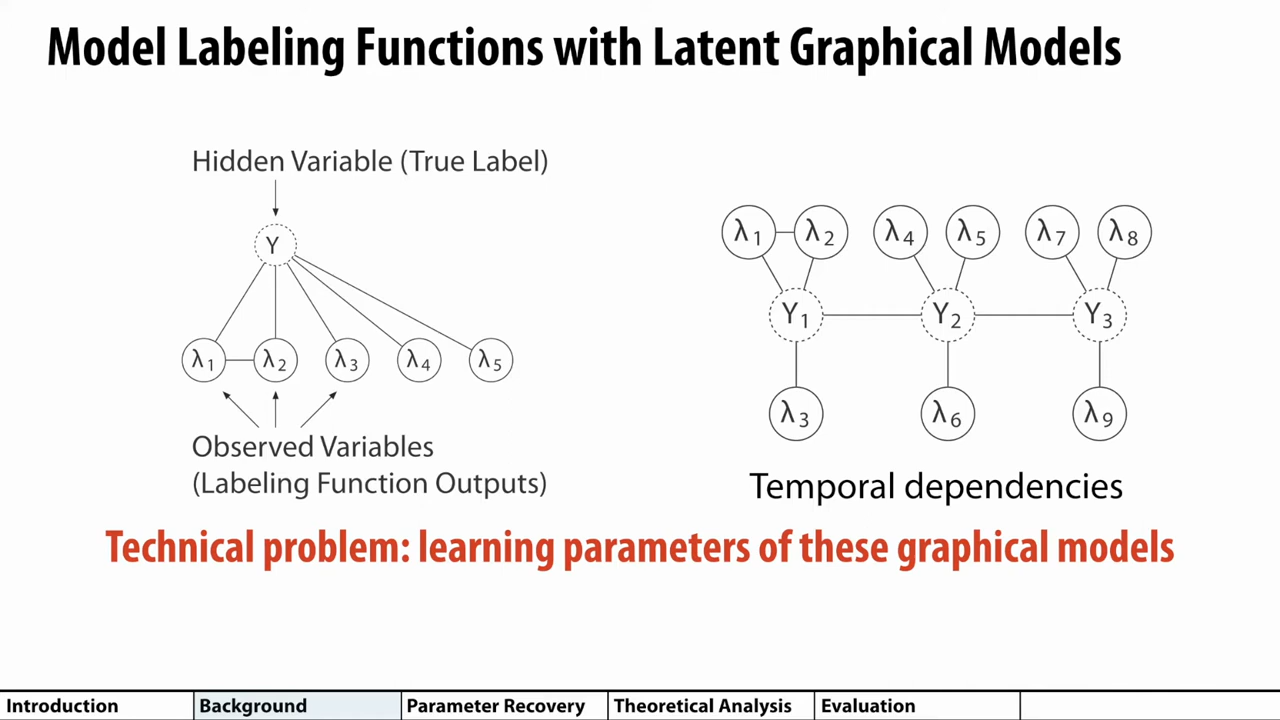 Model Labeling Functions with Latent Graphical Models
Hidden Variable (True Label)
Y
λ1 λ2 λ3 λ4 λ5
Observed Variables
(Labeling Function Outputs)
λ1 λ2 λ4 λ5 λ7 λ8
Y1 Y2 Y3
λ3 λ6 λ9
Temporal dependencies
Technical problem: learning parameters of these graphical models
Introduction Background Parameter Recovery Theoretical Analysis Evaluation